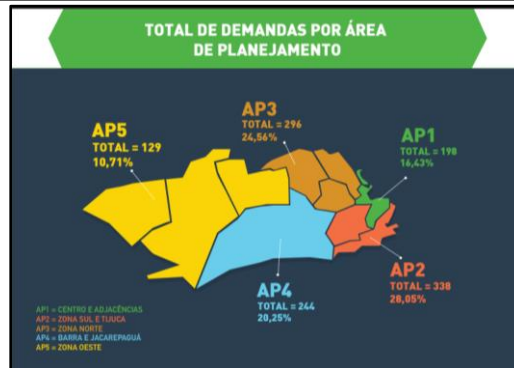 TOTAL DE DEMANDAS POR ÁREA
DE PLANEJAMENTO
AP5
TOTAL = 129
10,71%
AP3
TOTAL = 296
24,56%
AP1
TOTAL = 198
16,43%
AP4
TOTAL = 244
20,25%
AP2
TOTAL = 338
28,05%
AP1 = CENTRO E ADJACÊNCIAS
AP2 = ZONA SUL E TIJUCA
AP3 = ZONA NORTE
AP4 = BARRA E JACAREPAGUÁ
AP5 = ZONA OESTE